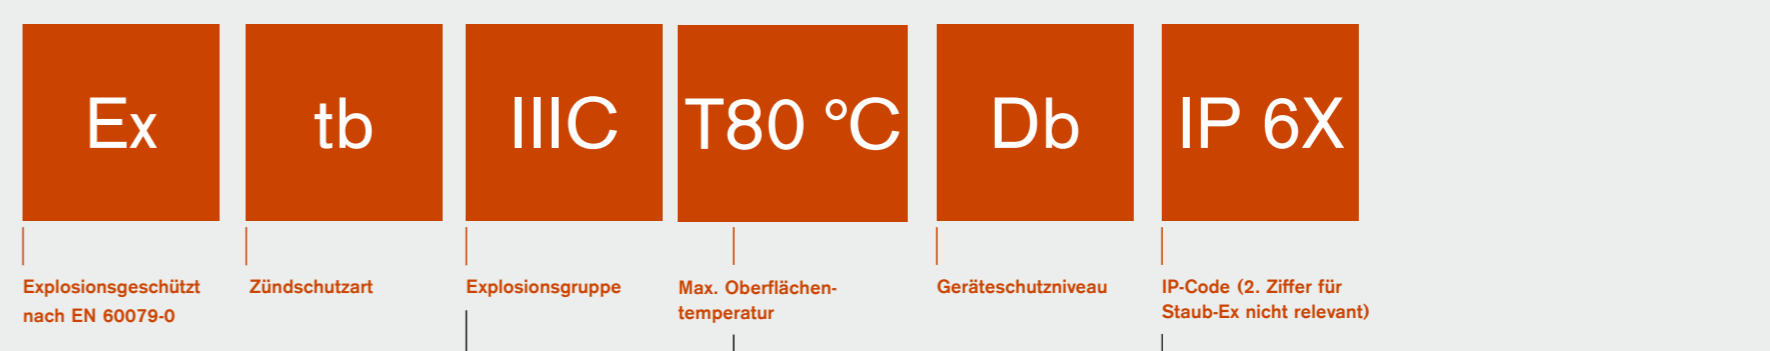 Ex tb IIIC T80 °C Db IP 6X
Explosionsgeschützt
nach EN 60079-0
Zündschutzart
Explosionsgruppe
Max. Oberflächen-
temperatur
Geräteschutzniveau
IP-Code (2. Ziffer für
Staub-Ex nicht relevant)